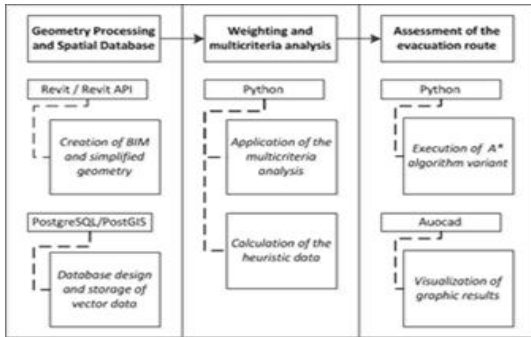 Geometry Processing
and Spatial Database
Revit / Revit API
Creation of BIM
and simplified
geometry
PostgreSQL/PostGIS
Database design
and storage of
vector data
Weighting and
multicriteria analysis
Python
Application of the
multicriteria
analysis
Calculation of the
heuristic data
Assessment of the
evacuation route
Python
Execution of A*
algorithm variant
Auocad
Visualization of
graphic results